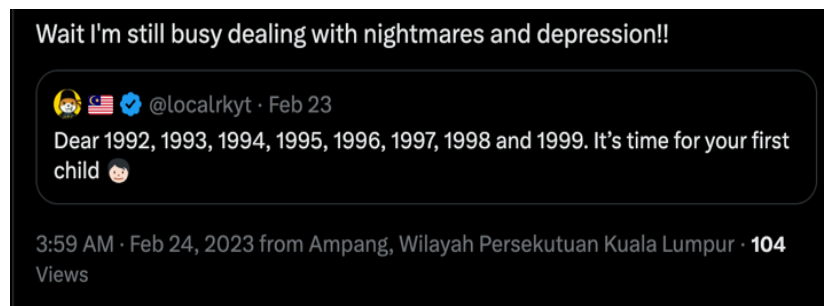 Wait I'm still busy dealing with nightmares and depression!!
@localrkyt · Feb 23
Dear 1992, 1993, 1994, 1995, 1996, 1997, 1998 and 1999. It’s time for your first
child 👶🏻
3:59 AM · Feb 24, 2023 from Ampang, Wilayah Persekutuan Kuala Lumpur · 104
Views